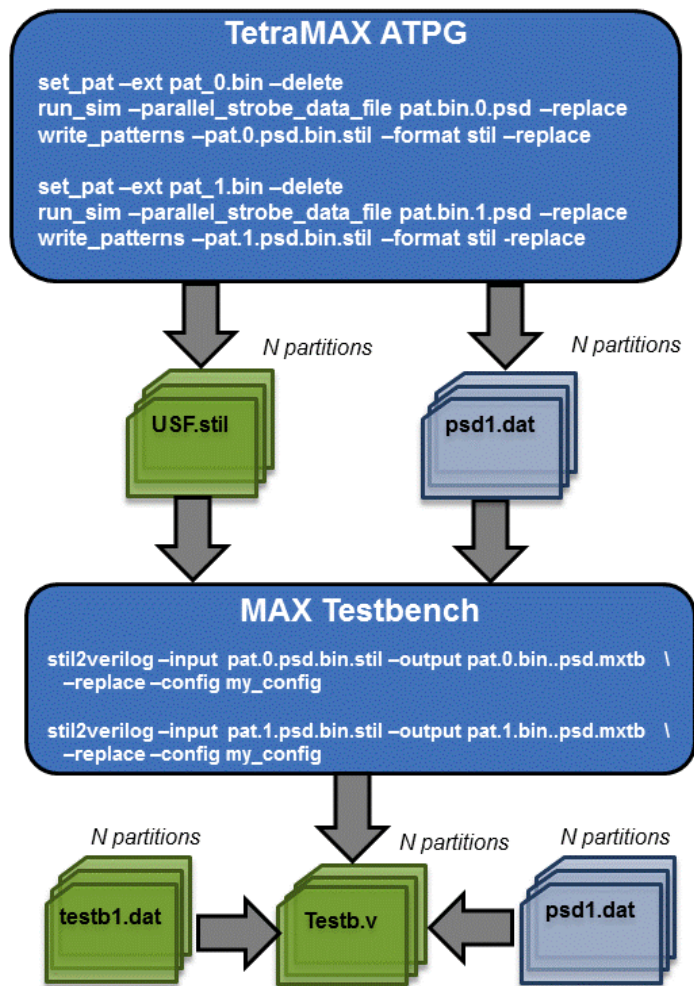 TetraMAX ATPG
set_pat –ext pat_0.bin –delete
run_sim –parallel_strobe_data_file pat.bin.0.psd –replace
write_patterns –pat.0.psd.bin.stil –format stil –replace
set_pat –ext pat_1.bin –delete
run_sim –parallel_strobe_data_file pat.bin.1.psd –replace
write_patterns –pat.1.psd.bin.stil –format stil -replace
N partitions
N partitions
USF.stil
psd1.dat
MAX Testbench
stil2verilog –input pat.0.psd.bin.stil –output pat.0.bin..psd.mxtb \
–replace –config my_config
stil2verilog –input pat.1.psd.bin.stil –output pat.1.bin..psd.mxtb \
–replace –config my_config
N partitions
N partitions
N partitions
testb1.dat
Testb.v
psd1.dat